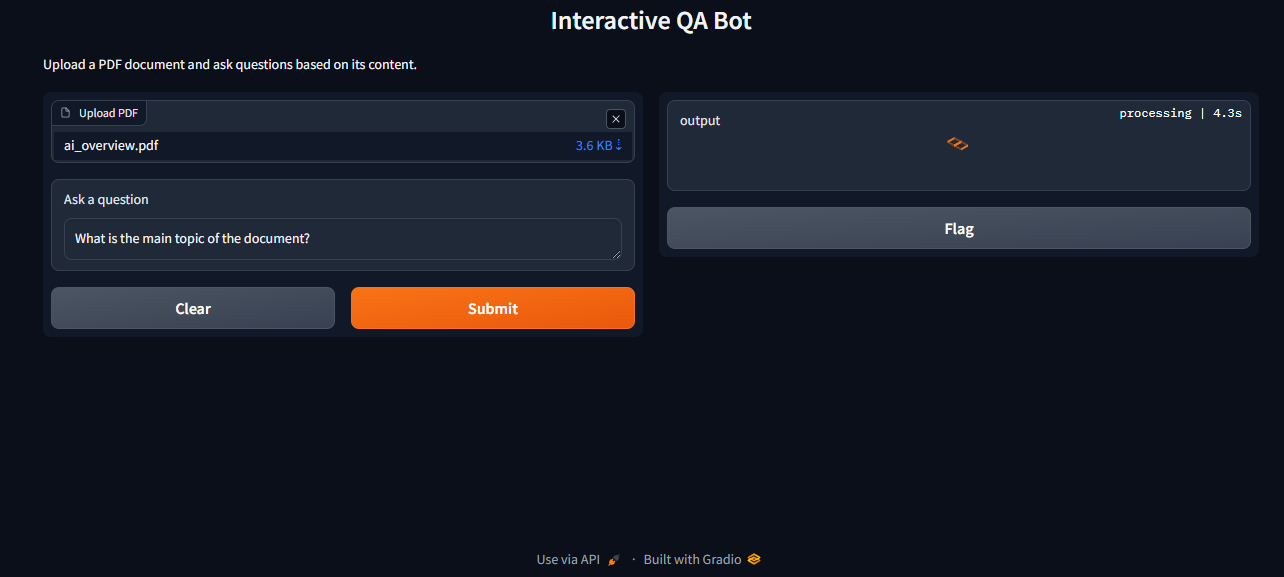 Interactive QA Bot
Upload a PDF document and ask questions based on its content.
Upload PDF
ai_overview.pdf
3.6 KB
Ask a question
What is the main topic of the document?
Clear
Submit
output
processing | 4.3s
Flag
Use via API · Built with Gradio